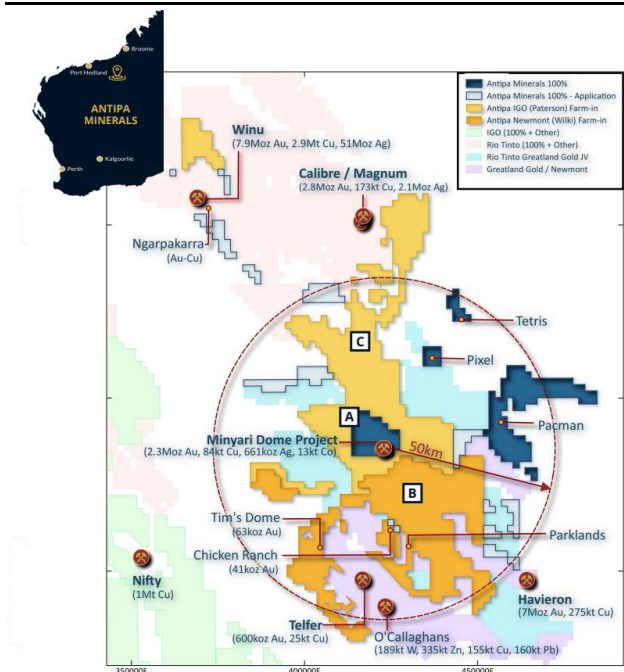 Broome
Port Hedland
ANTIPA
MINERALS
Kalgoorlie
Perth
Antipa Minerals 100%
Antipa Minerals 100% - Application
Antipa IGO (Paterson) Farm-in
Antipa Newmont (Wilki) Farm-in
IGO (100% + Other)
Rio Tinto (100% + Other)
Rio Tinto Greatland Gold JV
Greatland Gold / Newmont
Winu
(7.9Moz Au, 2.9Mt Cu, 51Moz Ag)
Calibre / Magnum
(2.8Moz Au, 173kt Cu, 2.1Moz Ag)
Ngarpakarra
(Au-Cu)
Tetris
C
Pixel
A
Pacman
Minyari Dome Project
(2.3Moz Au, 84kt Cu, 661koz Ag, 13kt Co)
50km
B
Tim's Dome
(63koz Au)
Parklands
Chicken Ranch
(41koz Au)
Nifty
(1Mt Cu)
Havieron
(7Moz Au, 275kt Cu)
Telfer
(600koz Au, 25kt Cu)
O'Callaghans
(189kt W, 335kt Zn, 155kt Cu, 160kt Pb)
350000E
400000E
450000E